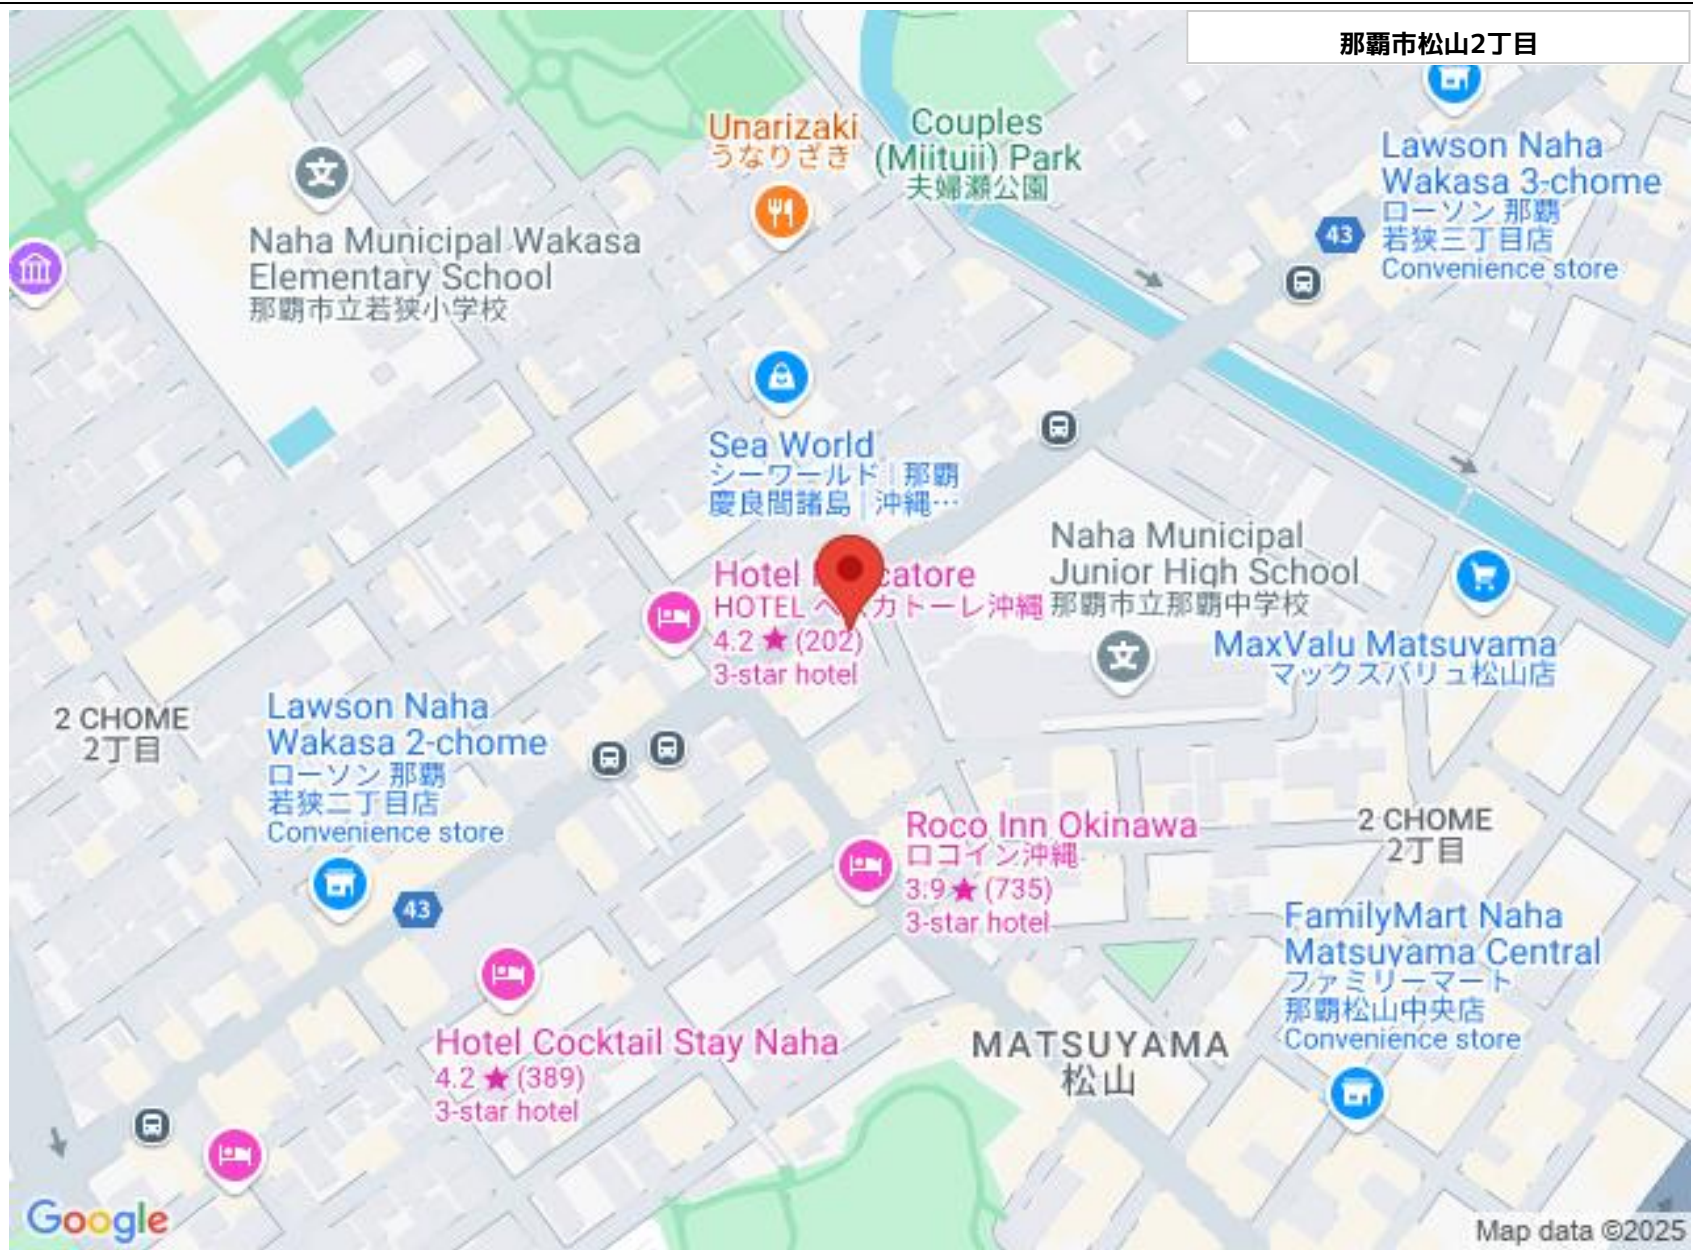 那覇市松山2丁目
Unarizaki
うなりざき
Couples
(Miituii) Park
夫婦瀬公園
Lawson Naha
Wakasa 3-chome
ローソン 那覇
若狭三丁目店
Convenience store
43
Naha Municipal Wakasa
Elementary School
那覇市立若狭小学校
文
Sea World
シーワールド | 那覇
慶良間諸島 | 沖縄…
Naha Municipal
Junior High School
那覇市立那覇中学校
文
Hotel catore
HOTEL カトーレ沖縄
4.2 ★ (202)
3-star hotel
MaxValu Matsuyama
マックスバリュ松山店
2 CHOME
2丁目
Lawson Naha
Wakasa 2-chome
ローソン 那覇
若狭二丁目店
Convenience store
43
Roco Inn Okinawa
ロコイン沖縄
3.9 ★ (735)
3-star hotel
2 CHOME
2丁目
FamilyMart Naha
Matsuyama Central
ファミリーマート
那覇松山中央店
Convenience store
Hotel Cocktail Stay Naha
4.2 ★ (389)
3-star hotel
MATSUYAMA
松山
Google
Map data ©2025